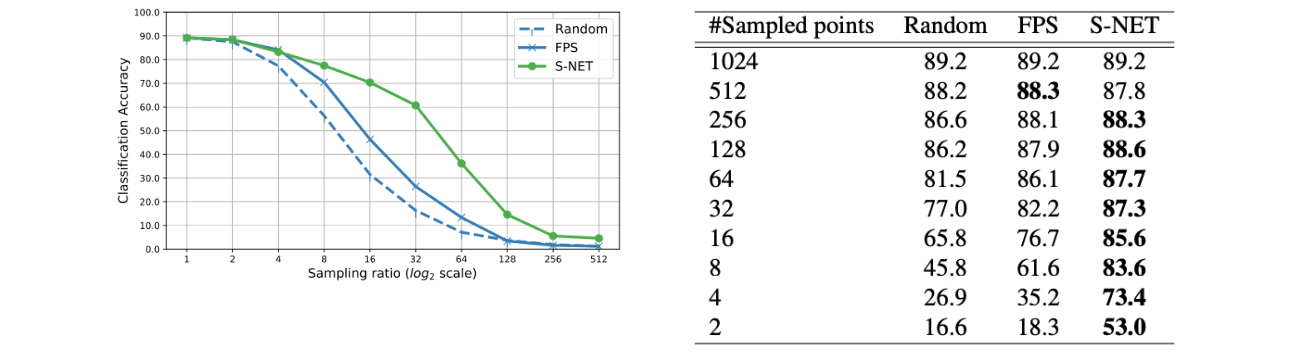 100.0
90.0
80.0
70.0
60.0
50.0
40.0
30.0
20.0
10.0
0.0
Classification Accuracy
Random
FPS
S-NET
1 2 4 8 16 32 64 128 256 512
Sampling ratio (log2 scale)
#Sampled points Random FPS S-NET
1024 89.2 89.2 89.2
512 88.2 88.3 87.8
256 86.6 88.1 88.3
128 86.2 87.9 88.6
64 81.5 86.1 87.7
32 77.0 82.2 87.3
16 65.8 76.7 85.6
8 45.8 61.6 83.6
4 26.9 35.2 73.4
2 16.6 18.3 53.0